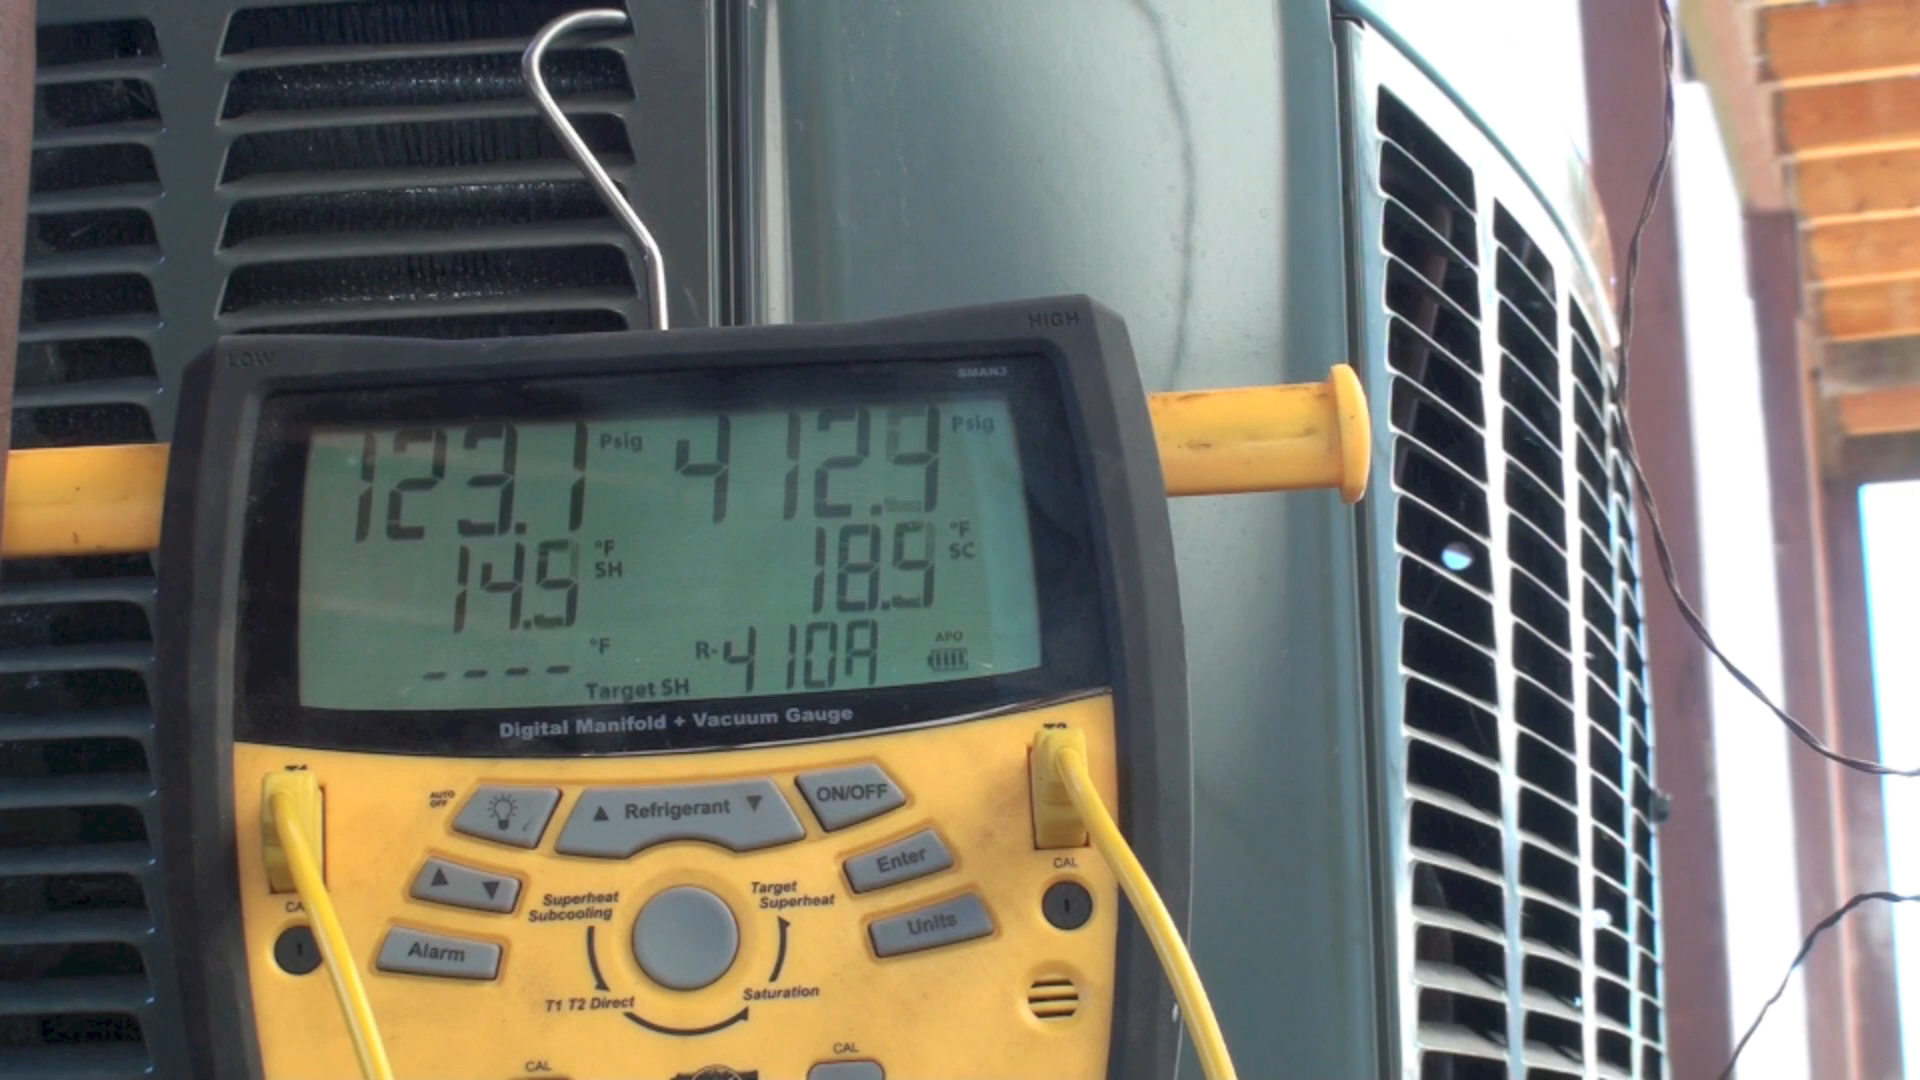 LOW
HIGH
SMAN3
123.1 Psig 412.9 Psig
14.9 °F SH 18.9 °F SC
---- °F Target SH R-410A APO
Digital Manifold + Vacuum Gauge
T1
AUTO OFF
▲ Refrigerant ▼
ON/OFF
▲ ▼
Enter
CAL
Superheat
Subcooling
Target
Superheat
Alarm
Units
T1 T2 Direct
Saturation
CAL
CAL